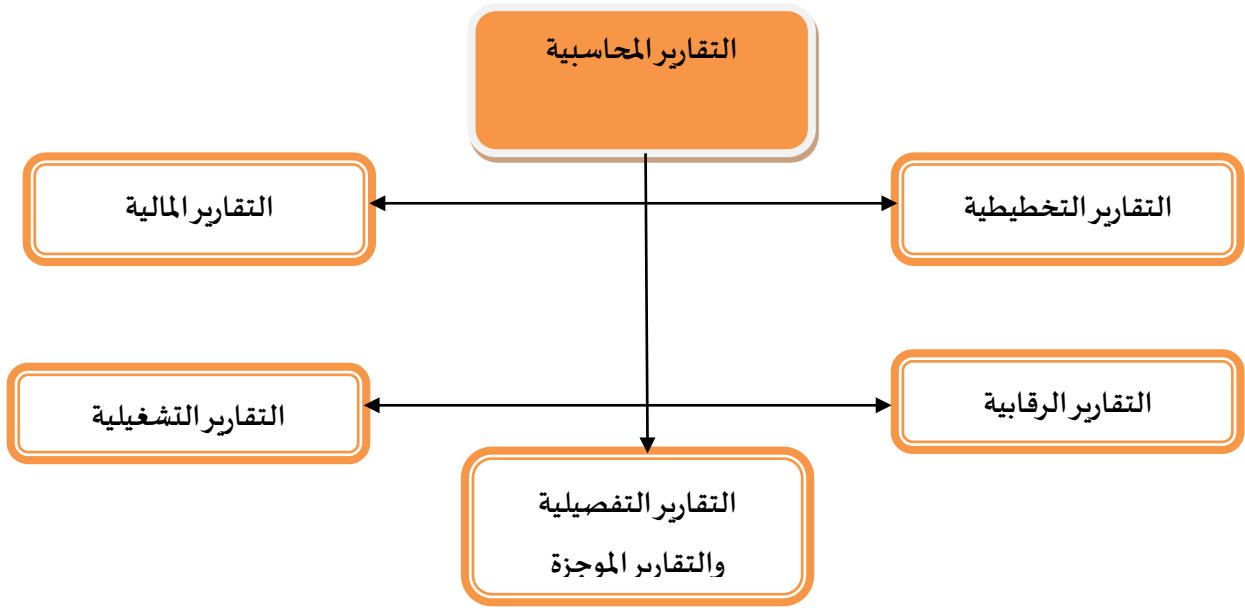 التقارير المحاسبية
التقارير التخطيطية
التقارير المالية
التقارير الرقابية
التقارير التشغيلية
التقارير التفصيلية
والتقارير الموجزة